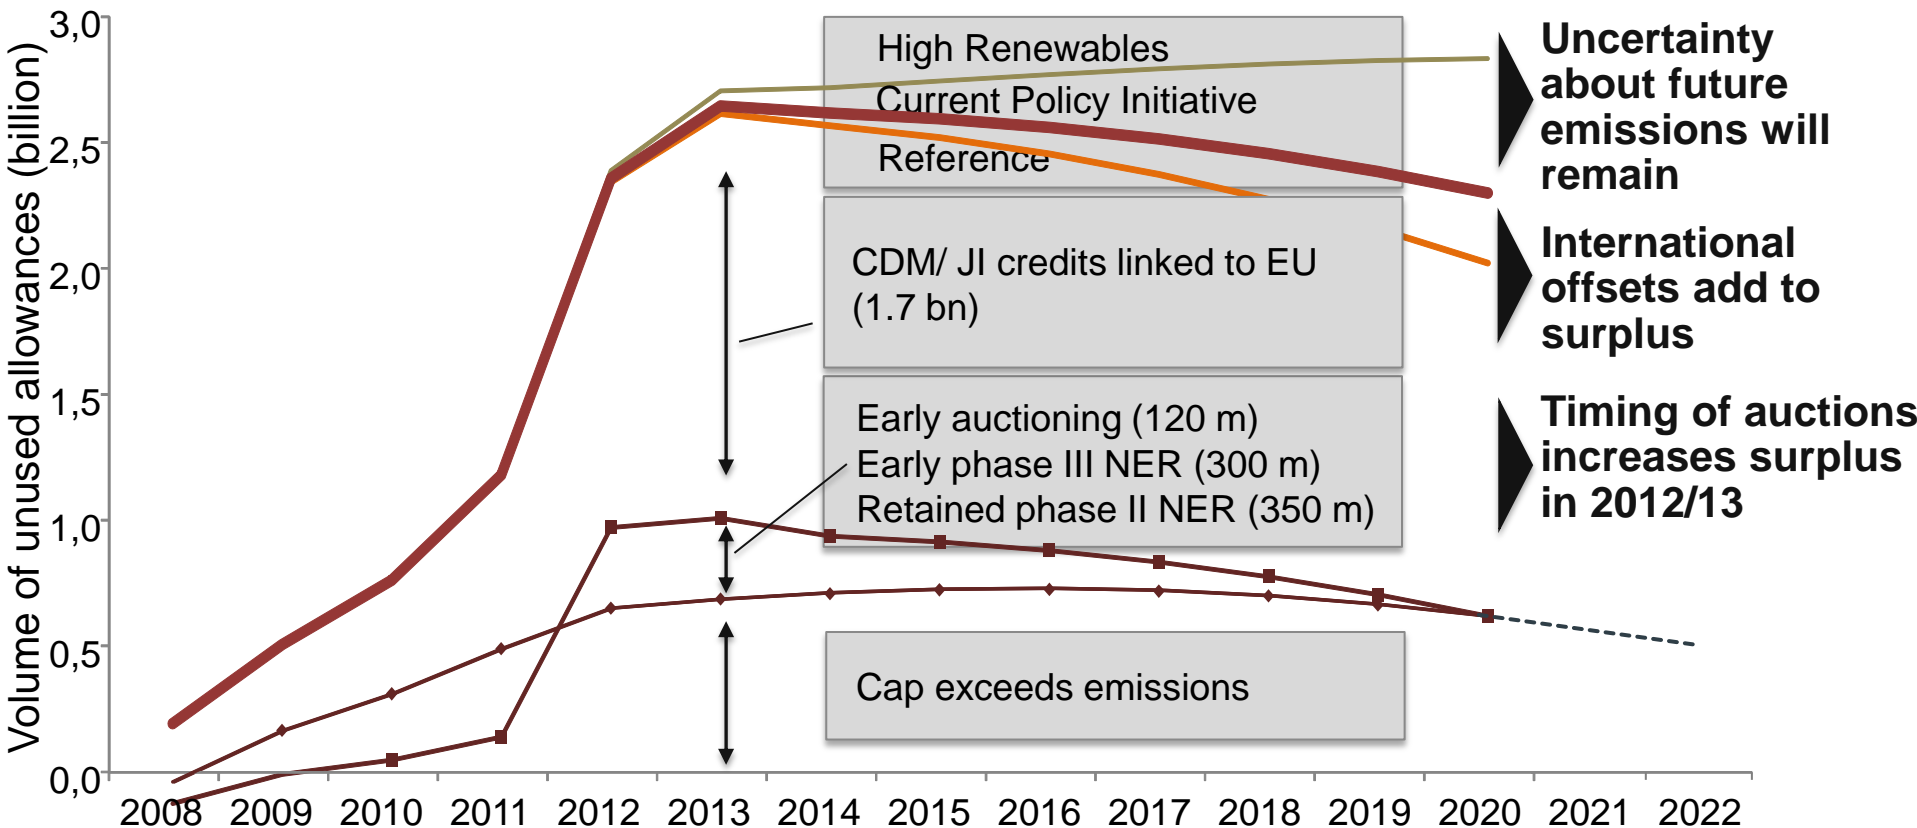 Volume of unused allowances (billion)
3,0
2,5
2,0
1,5
1,0
0,5
0,0
2008 2009 2010 2011 2012 2013 2014 2015 2016 2017 2018 2019 2020 2021 2022
High Renewables
Current Policy Initiative
Reference
CDM/ JI credits linked to EU
(1.7 bn)
Early auctioning (120 m)
Early phase III NER (300 m)
Retained phase II NER (350 m)
Cap exceeds emissions
Uncertainty
about future
emissions will
remain
International
offsets add to
surplus
Timing of auctions
increases surplus
in 2012/13